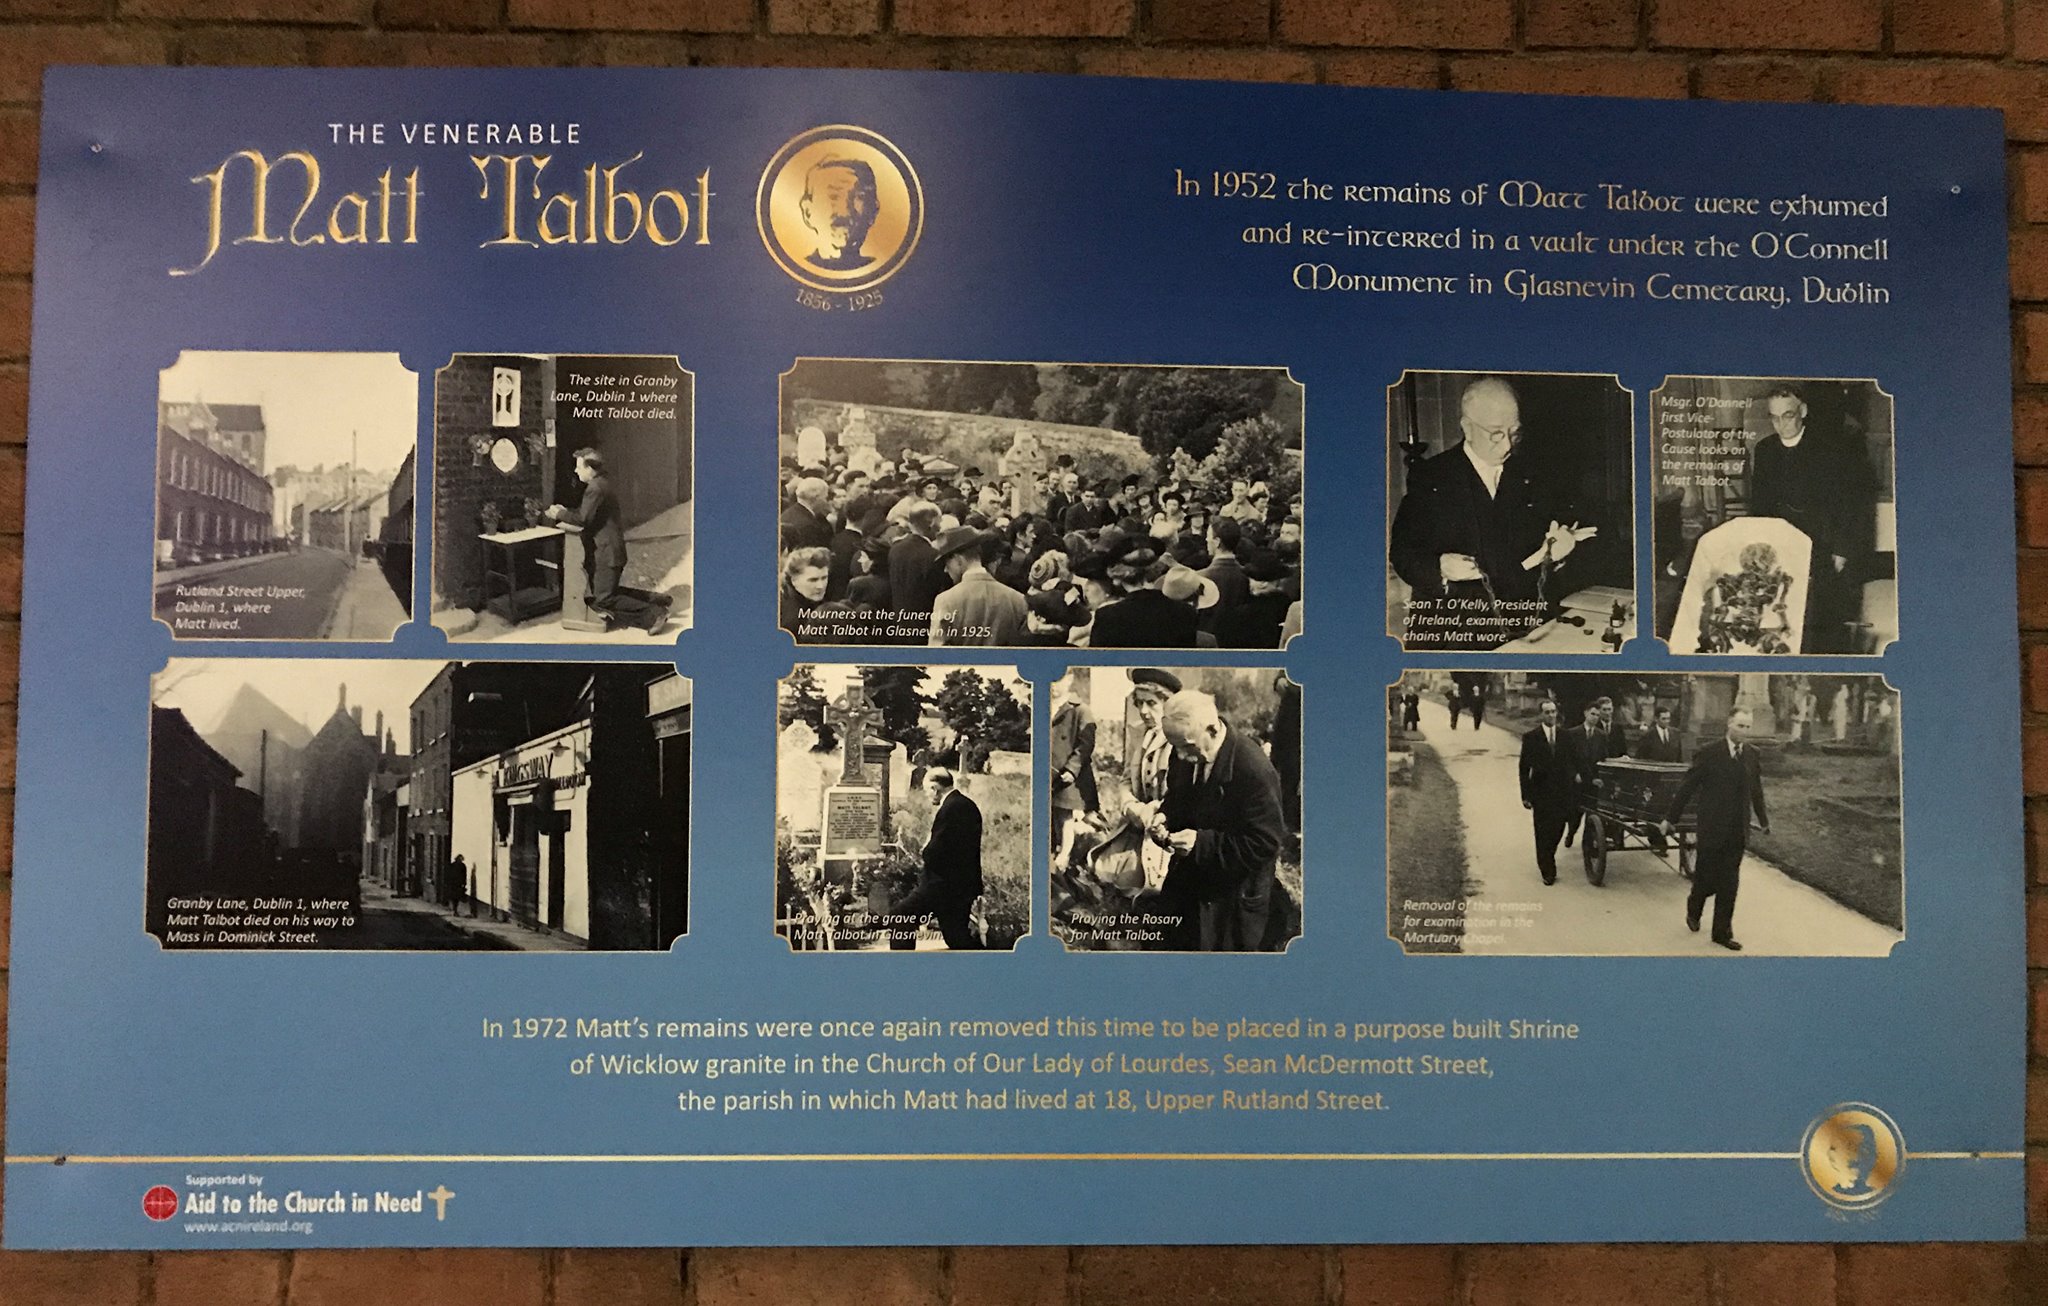 THE VENERABLE
Matt Talbot
1856 - 1925
In 1952 the remains of Matt Talbot were exhumed
and re-interred in a vault under the O'Connell
Monument in Glasnevin Cemetary, Dublin
Rutland Street Upper,
Dublin 1, where
Matt lived.
The site in Granby
Lane, Dublin 1 where
Matt Talbot died.
Mourners at the funeral of
Matt Talbot in Glasnevin in 1925.
Sean T. O'Kelly, President
of Ireland, examines the
chains Matt wore.
Msgr. O'Donnell
first Vice-
Postulator of the
Cause looks on
the remains of
Matt Talbot.
KINGSWAY
Granby Lane, Dublin 1, where
Matt Talbot died on his way to
Mass in Dominick Street.
MATT TALBOT
Praying at the grave of
Matt Talbot in Glasnevin.
Praying the Rosary
for Matt Talbot.
Removal of the remains
for examination in the
Mortuary Chapel.
In 1972 Matt's remains were once again removed this time to be placed in a purpose built Shrine
of Wicklow granite in the Church of Our Lady of Lourdes, Sean McDermott Street,
the parish in which Matt had lived at 18, Upper Rutland Street.
Supported by
Aid to the Church in Need
www.acnireland.org